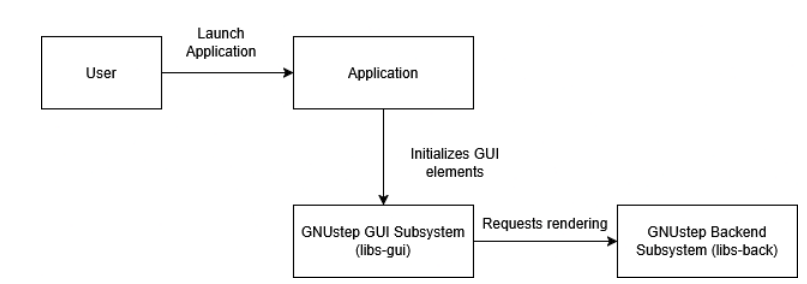 Launch
Application
User
Application
Initializes GUI
elements
GNUstep GUI Subsystem
(libs-gui)
Requests rendering
GNUstep Backend
Subsystem (libs-back)